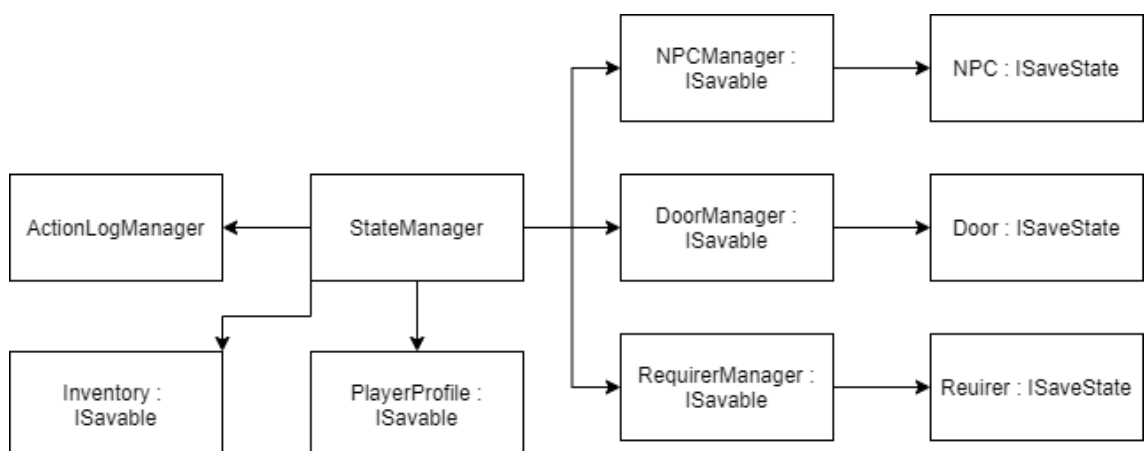 NPCManager :
ISavable
NPC : ISaveState
ActionLogManager
StateManager
DoorManager :
ISavable
Door : ISaveState
Inventory :
ISavable
PlayerProfile :
ISavable
RequirerManager :
ISavable
Reuirer : ISaveState